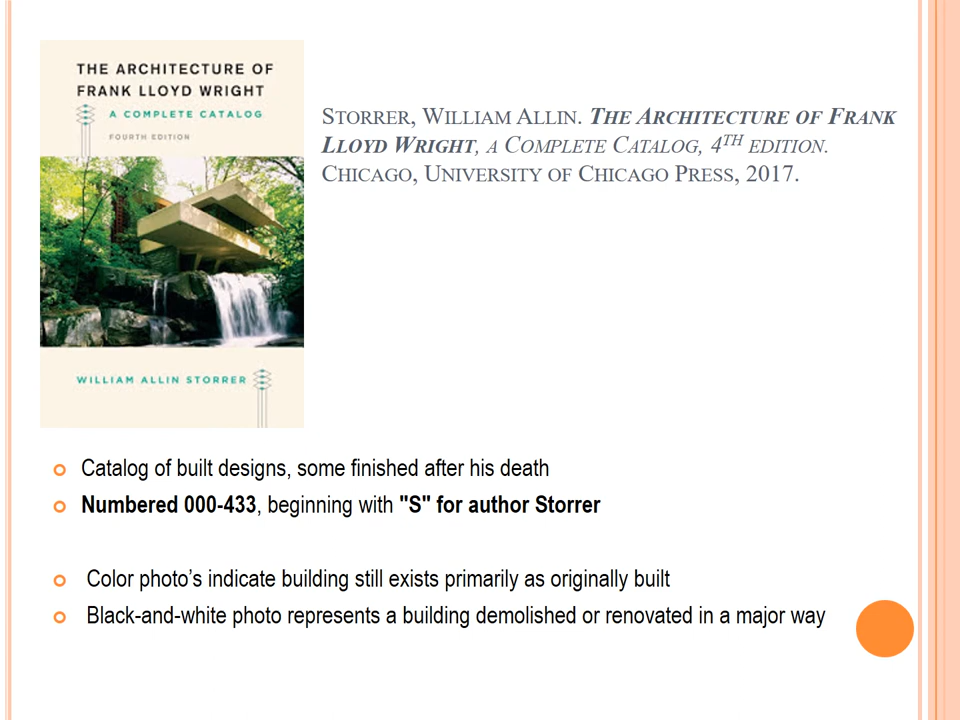 THE ARCHITECTURE OF
FRANK LLOYD WRIGHT
A COMPLETE CATALOG
FOURTH EDITION
WILLIAM ALLIN STORRER
STORRER, WILLIAM ALLIN. THE ARCHITECTURE OF FRANK
LLOYD WRIGHT, A COMPLETE CATALOG, 4TH EDITION.
CHICAGO, UNIVERSITY OF CHICAGO PRESS, 2017.
Catalog of built designs, some finished after his death
Numbered 000-433, beginning with "S" for author Storrer
Color photo’s indicate building still exists primarily as originally built
Black-and-white photo represents a building demolished or renovated in a major way